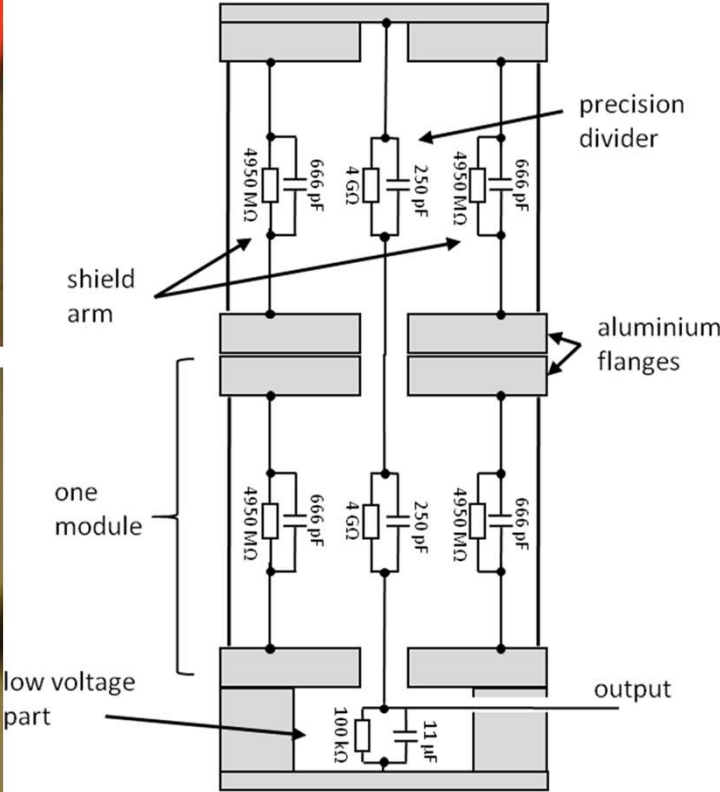 precision
divider
4950 MΩ
666 pF
4 GΩ
250 pF
4950 MΩ
666 pF
shield
arm
aluminium
flanges
one
module
4950 MΩ
666 pF
4 GΩ
250 pF
4950 MΩ
666 pF
low voltage
part
output
100 kΩ
11 µF